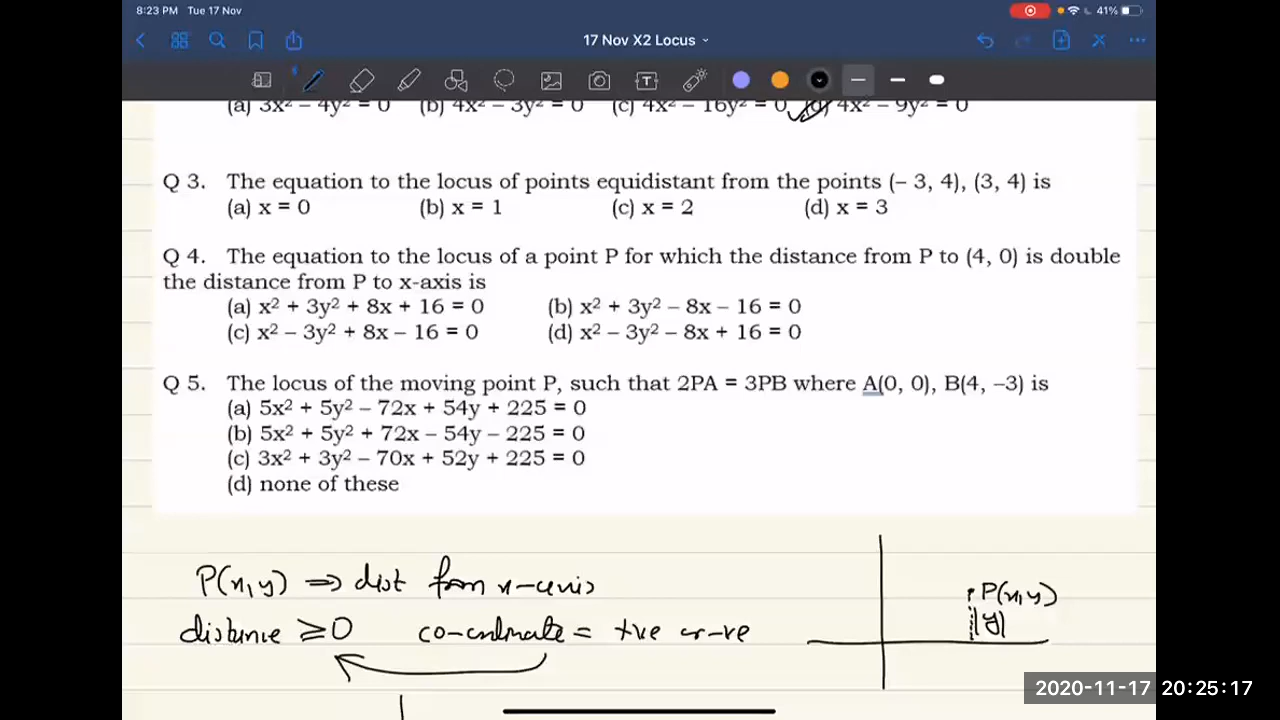 8:23 PM Tue 17 Nov
41%
17 Nov X2 Locus
(a) 3x² – 4y² = 0 (b) 4x² – 3y² = 0 (c) 4x² – 16y² = 0 (d) 4x² – 9y² = 0
Q 3. The equation to the locus of points equidistant from the points (– 3, 4), (3, 4) is
(a) x = 0 (b) x = 1 (c) x = 2 (d) x = 3
Q 4. The equation to the locus of a point P for which the distance from P to (4, 0) is double
the distance from P to x-axis is
(a) x² + 3y² + 8x + 16 = 0 (b) x² + 3y² – 8x – 16 = 0
(c) x² – 3y² + 8x – 16 = 0 (d) x² – 3y² – 8x + 16 = 0
Q 5. The locus of the moving point P, such that 2PA = 3PB where A(0, 0), B(4, –3) is
(a) 5x² + 5y² – 72x + 54y + 225 = 0
(b) 5x² + 5y² + 72x – 54y – 225 = 0
(c) 3x² + 3y² – 70x + 52y + 225 = 0
(d) none of these
P(x,y) ⇒ dist from x-axis
P(x,y)
distance ≥0 co-ordinate = +ve or -ve
|y|
2020-11-17 20:25:17